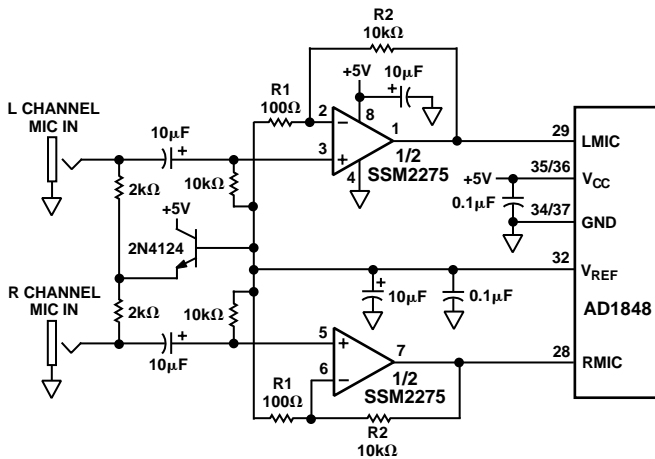 R2
10kΩ
+5V
10μF
+
R1
100Ω
2
8
1
3
4
−
+
1/2
SSM2275
L CHANNEL
MIC IN
10μF
+
2kΩ
10kΩ
+5V
2N4124
29
LMIC
35/36
+5V
VCC
0.1μF
34/37
GND
32
VREF
AD1848
10μF
+
0.1μF
R CHANNEL
MIC IN
2kΩ
10kΩ
+
10μF
5
6
7
+
−
1/2
SSM2275
28
RMIC
R1
100Ω
R2
10kΩ